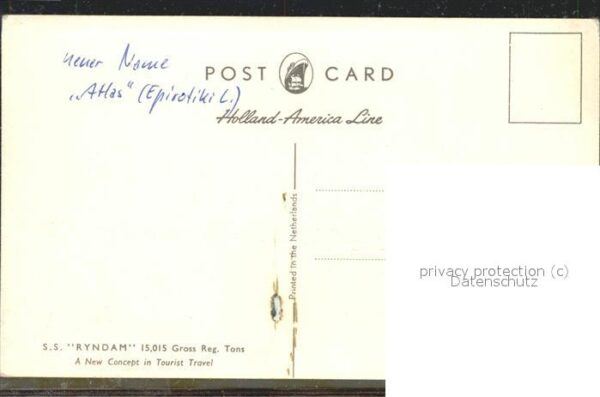 neuer Name
„Atlas" (Epirotiki L.)
POST CARD
Holland-America Line
Printed in the Netherlands
privacy protection (c)
Datenschutz
S.S. "RYNDAM" 15,015 Gross Reg. Tons
A New Concept in Tourist Travel